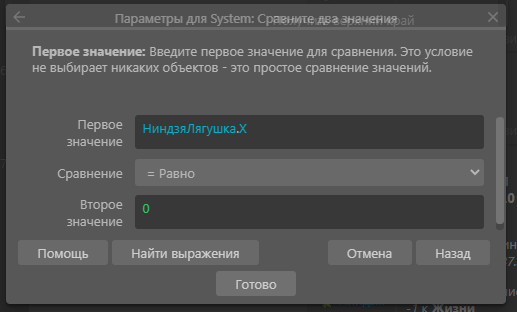 Параметры для System: Сравните два значения
Первое значение: Введите первое значение для сравнения. Это условие
не выбирает никаких объектов - это простое сравнение значений.
Первое
значение
НиндзяЛягушка.X
Сравнение
= Равно
Второе
значение
0
Помощь
Найти выражения
Отмена
Назад
Готово
Жизни